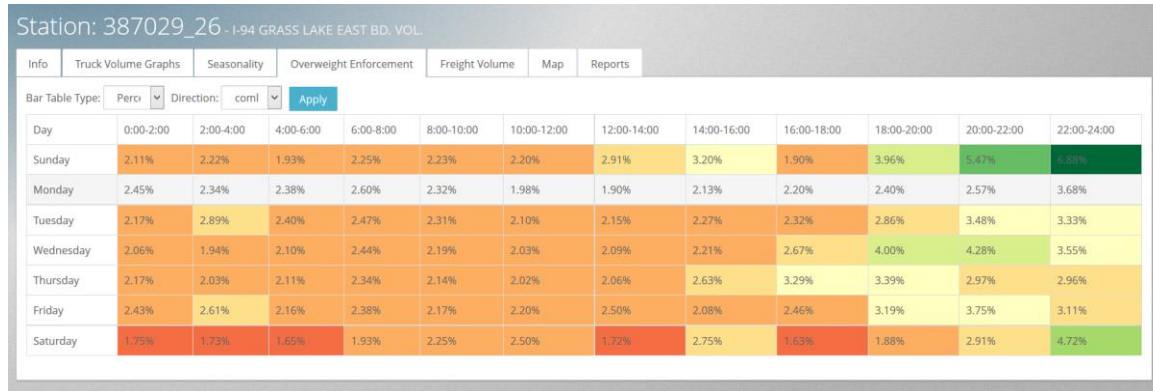 Station: 387029_26 - I-94 GRASS LAKE EAST BD. VOL.
Info Truck Volume Graphs Seasonality Overweight Enforcement Freight Volume Map Reports
Bar Table Type: Perc Direction: coml Apply
Day 0:00-2:00 2:00-4:00 4:00-6:00 6:00-8:00 8:00-10:00 10:00-12:00 12:00-14:00 14:00-16:00 16:00-18:00 18:00-20:00 20:00-22:00 22:00-24:00
Sunday 2.11% 2.22% 1.93% 2.25% 2.23% 2.20% 2.91% 3.20% 1.90% 3.96% 5.47% 6.88%
Monday 2.45% 2.34% 2.38% 2.60% 2.32% 1.98% 1.90% 2.13% 2.20% 2.40% 2.57% 3.68%
Tuesday 2.17% 2.89% 2.40% 2.47% 2.31% 2.10% 2.15% 2.27% 2.32% 2.86% 3.48% 3.33%
Wednesday 2.06% 1.94% 2.10% 2.44% 2.19% 2.03% 2.09% 2.21% 2.67% 4.00% 4.28% 3.55%
Thursday 2.17% 2.03% 2.11% 2.34% 2.14% 2.02% 2.06% 2.63% 3.29% 3.39% 2.97% 2.96%
Friday 2.43% 2.61% 2.16% 2.38% 2.17% 2.20% 2.50% 2.08% 2.46% 3.19% 3.75% 3.11%
Saturday 1.75% 1.73% 1.65% 1.93% 2.25% 2.50% 1.72% 2.75% 1.63% 1.88% 2.91% 4.72%